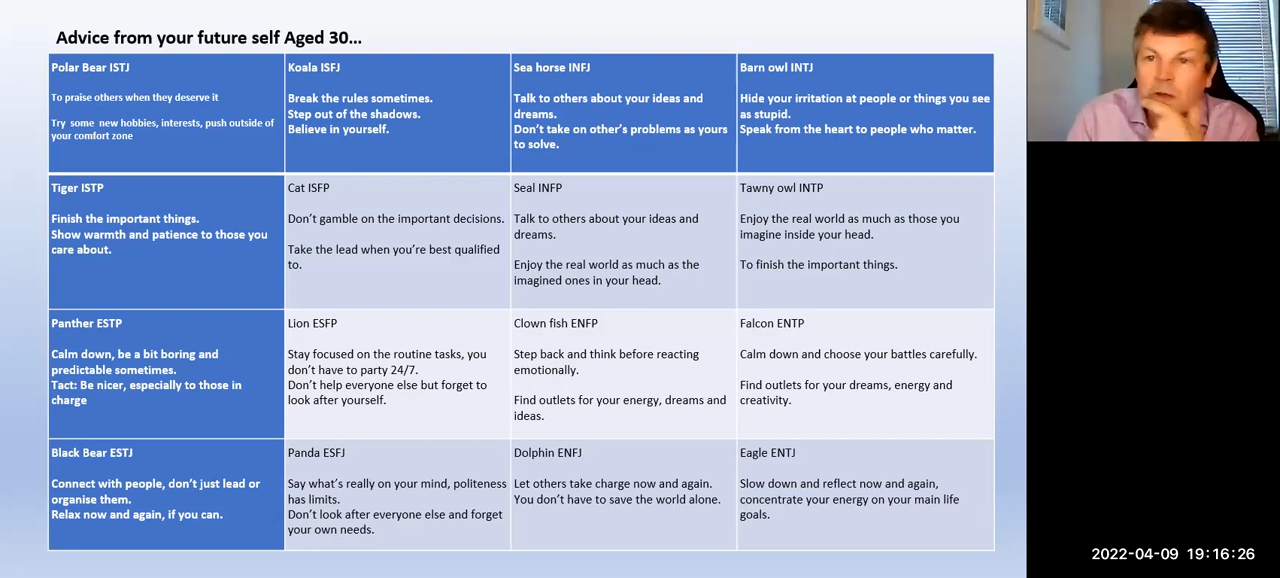 Advice from your future self Aged 30...
Polar Bear ISTJ
To praise others when they deserve it
Try some new hobbies, interests, push outside of
your comfort zone
Koala ISFJ
Break the rules sometimes.
Step out of the shadows.
Believe in yourself.
Sea horse INFJ
Talk to others about your ideas and
dreams.
Don't take on other's problems as yours
to solve.
Barn owl INTJ
Hide your irritation at people or things you see
as stupid.
Speak from the heart to people who matter.
Tiger ISTP
Finish the important things.
Show warmth and patience to those you
care about.
Cat ISFP
Don't gamble on the important decisions.
Take the lead when you're best qualified
to.
Seal INFP
Talk to others about your ideas and
dreams.
Enjoy the real world as much as the
imagined ones in your head.
Tawny owl INTP
Enjoy the real world as much as those you
imagine inside your head.
To finish the important things.
Panther ESTP
Calm down, be a bit boring and
predictable sometimes.
Tact: Be nicer, especially to those in
charge
Lion ESFP
Stay focused on the routine tasks, you
don't have to party 24/7.
Don't help everyone else but forget to
look after yourself.
Clown fish ENFP
Step back and think before reacting
emotionally.
Find outlets for your energy, dreams and
ideas.
Falcon ENTP
Calm down and choose your battles carefully.
Find outlets for your dreams, energy and
creativity.
Black Bear ESTJ
Connect with people, don't just lead or
organise them.
Relax now and again, if you can.
Panda ESFJ
Say what's really on your mind, politeness
has limits.
Don't look after everyone else and forget
your own needs.
Dolphin ENFJ
Let others take charge now and again.
You don't have to save the world alone.
Eagle ENTJ
Slow down and reflect now and again,
concentrate your energy on your main life
goals.
2022-04-09 19:16:26